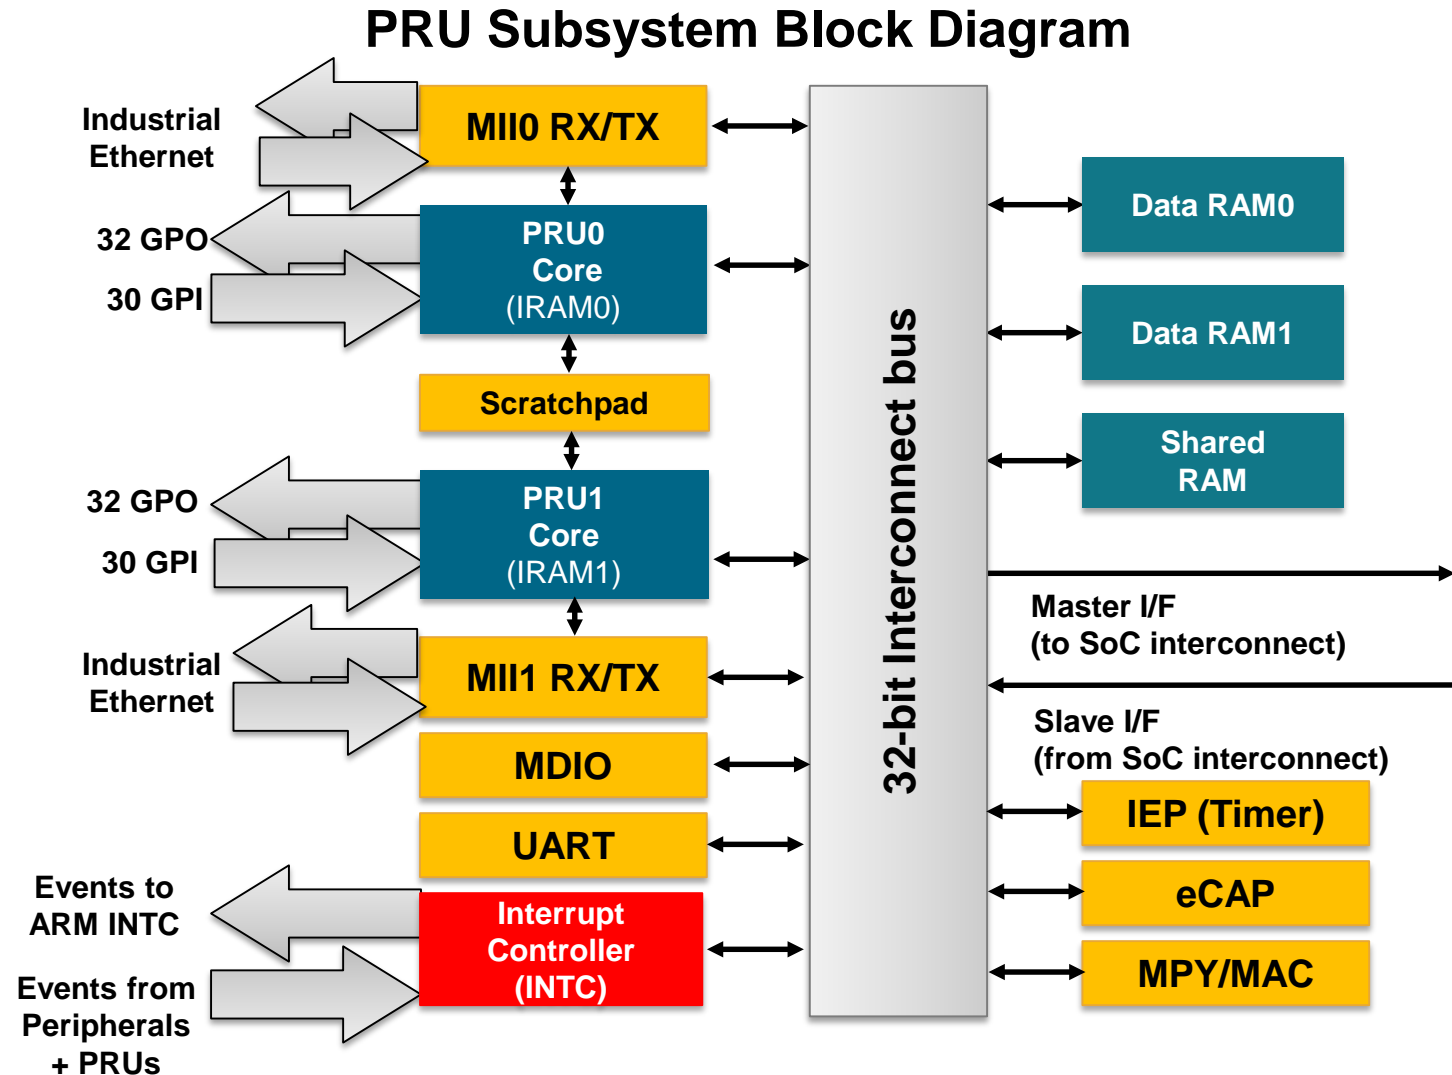 PRU Subsystem Block Diagram
Industrial
Ethernet
MII0 RX/TX
32 GPO
30 GPI
PRU0
Core
(IRAM0)
Scratchpad
32 GPO
30 GPI
PRU1
Core
(IRAM1)
Industrial
Ethernet
MII1 RX/TX
MDIO
UART
Events to
ARM INTC
Events from
Peripherals
+ PRUs
Interrupt
Controller
(INTC)
32-bit Interconnect bus
Data RAM0
Data RAM1
Shared
RAM
Master I/F
(to SoC interconnect)
Slave I/F
(from SoC interconnect)
IEP (Timer)
eCAP
MPY/MAC